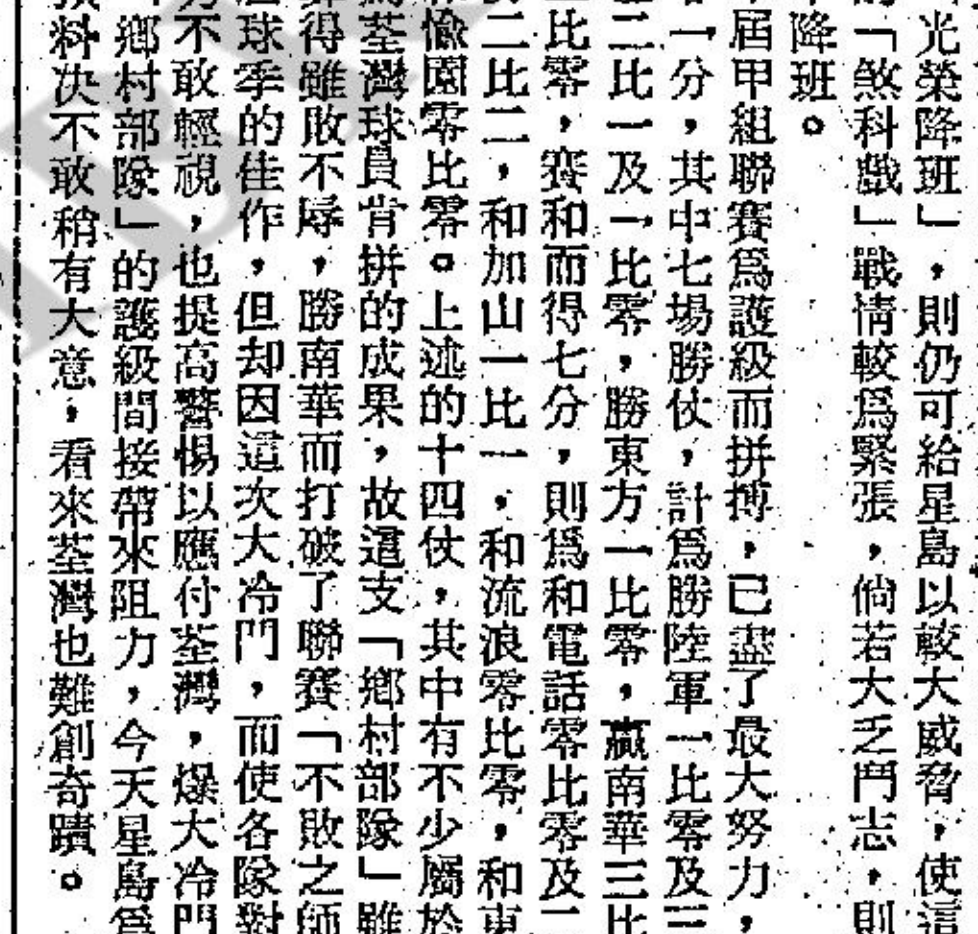 光榮降班」，則仍可給星島以較大威脅，使這
「煞科戲」戰情較爲緊張，倘若大乏鬥志，則
降班。
屆甲組聯賽爲護級而拼搏，已盡了最大努力，
一分，其中七場勝仗，計爲勝陸軍一比零及三
二比一及一比零，勝東方一比零，贏南華三比
比零，賽和而得七分，則爲和電話零比零及二
二比二，和加山一比一，和流浪零比零，和東
愉園零比零。上述的十四仗，其中有不少屬於
荃灣球員肯拼的成果，故這支「鄉村部隊」雖
得雖敗不辱，勝南華而打破了聯賽「不敗之師
球季的佳作，但却因這次大冷門，而使各隊對
不敢輕視，也提高警惕以應付荃灣，爆大冷門
鄉村部隊」的護級間接帶來阻力，今天星島爲
料决不敢稍有大意，看來荃灣也難創奇蹟。